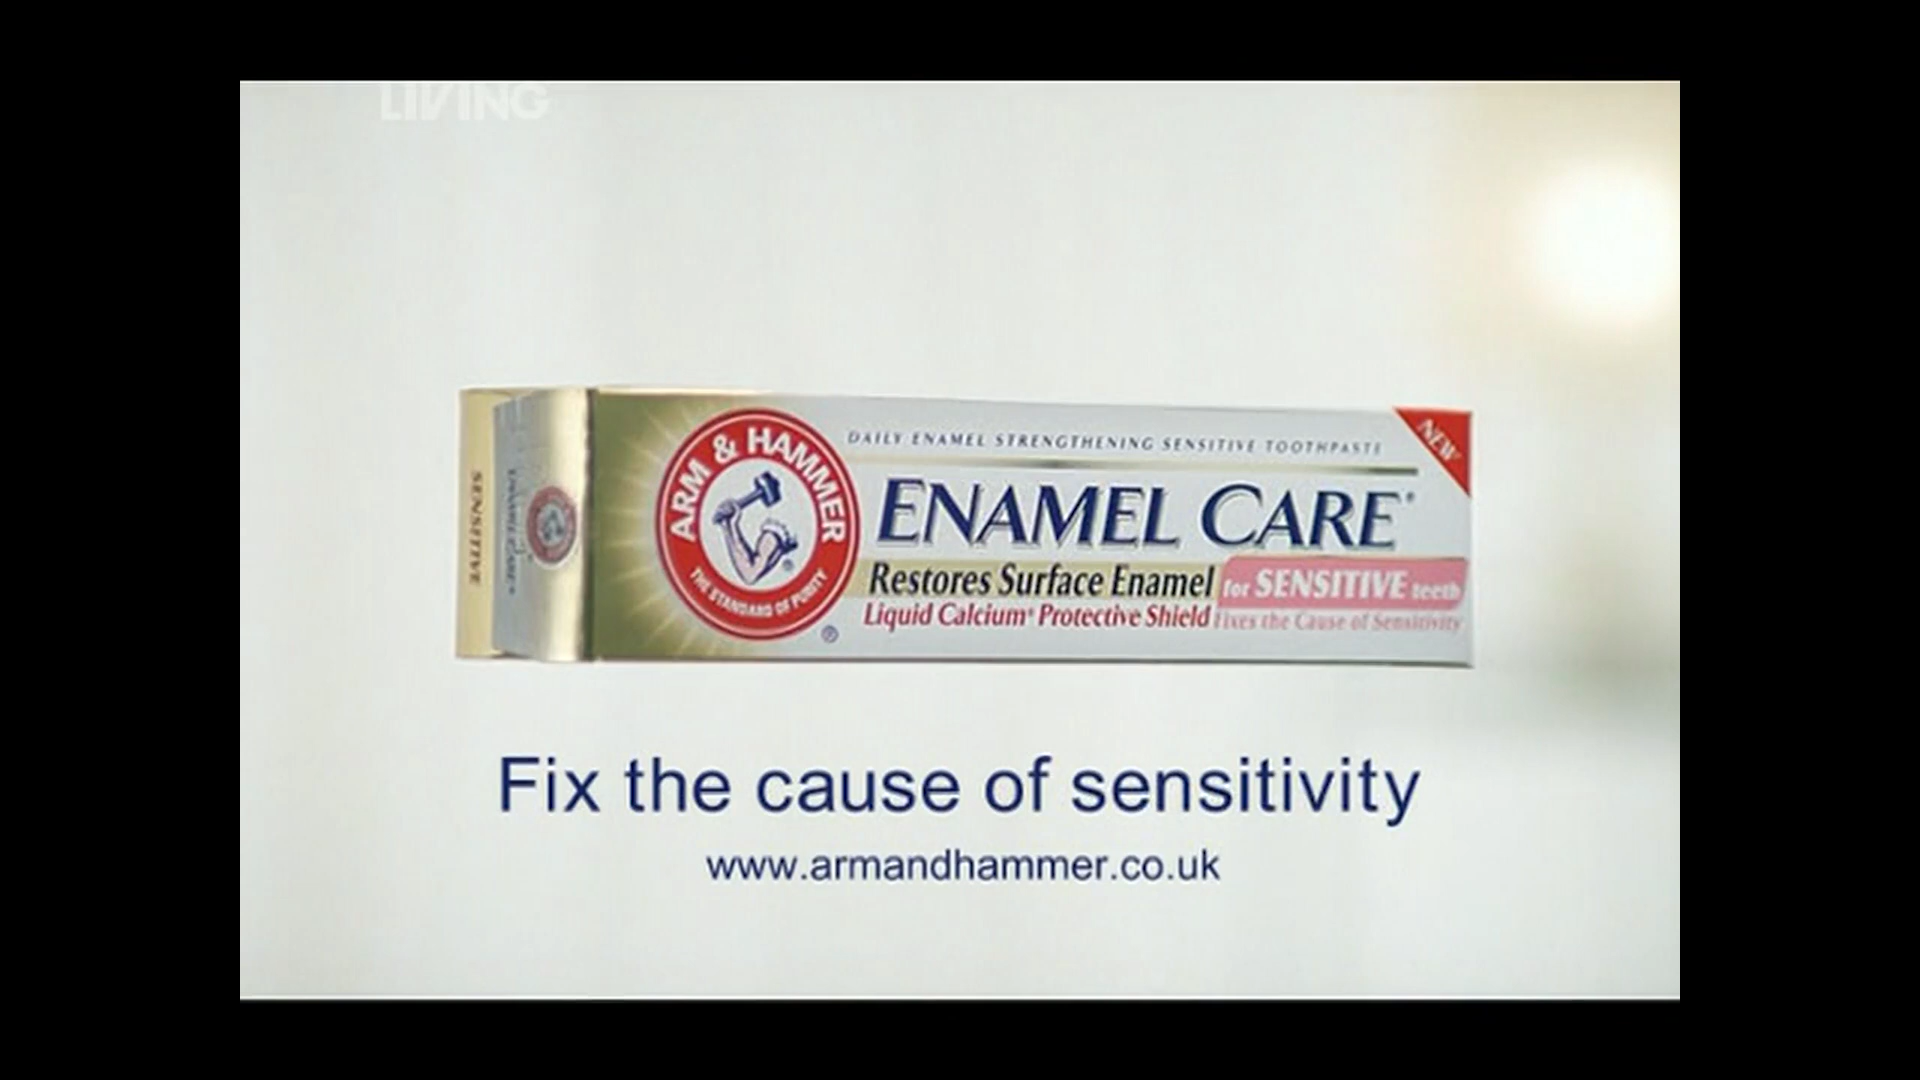 LIVING
SENSITIVE
ENAMEL CARE
ARM & HAMMER
THE STANDARD OF PURITY
®
DAILY ENAMEL STRENGTHENING SENSITIVE TOOTHPASTE
NEW
ENAMEL CARE®
Restores Surface Enamel for SENSITIVE teeth
Liquid Calcium® Protective Shield Fixes the Cause of Sensitivity
Fix the cause of sensitivity
www.armandhammer.co.uk